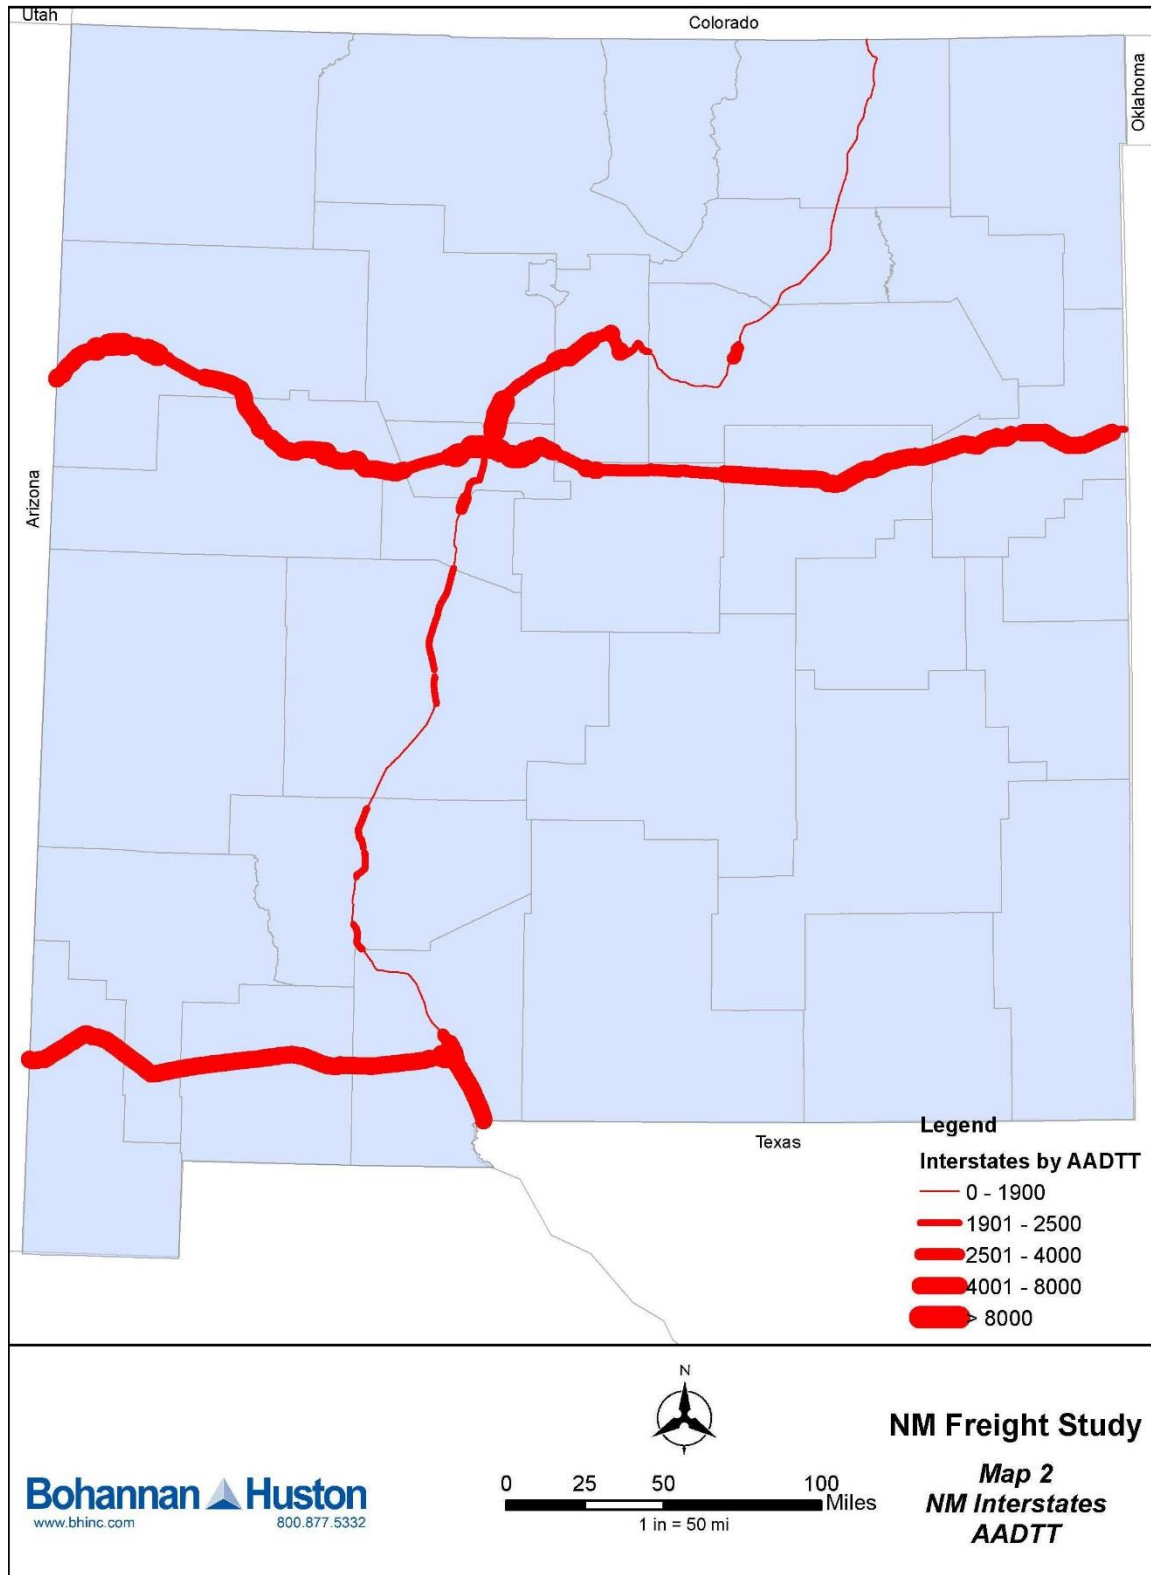 Utah
Colorado
Oklahoma
Arizona
Texas
Legend
Interstates by AADTT
0 - 1900
1901 - 2500
2501 - 4000
4001 - 8000
> 8000
N
NM Freight Study
Map 2
NM Interstates
AADTT
Bohannan Huston
www.bhinc.com 800.877.5332
0 25 50 100
Miles
1 in = 50 mi